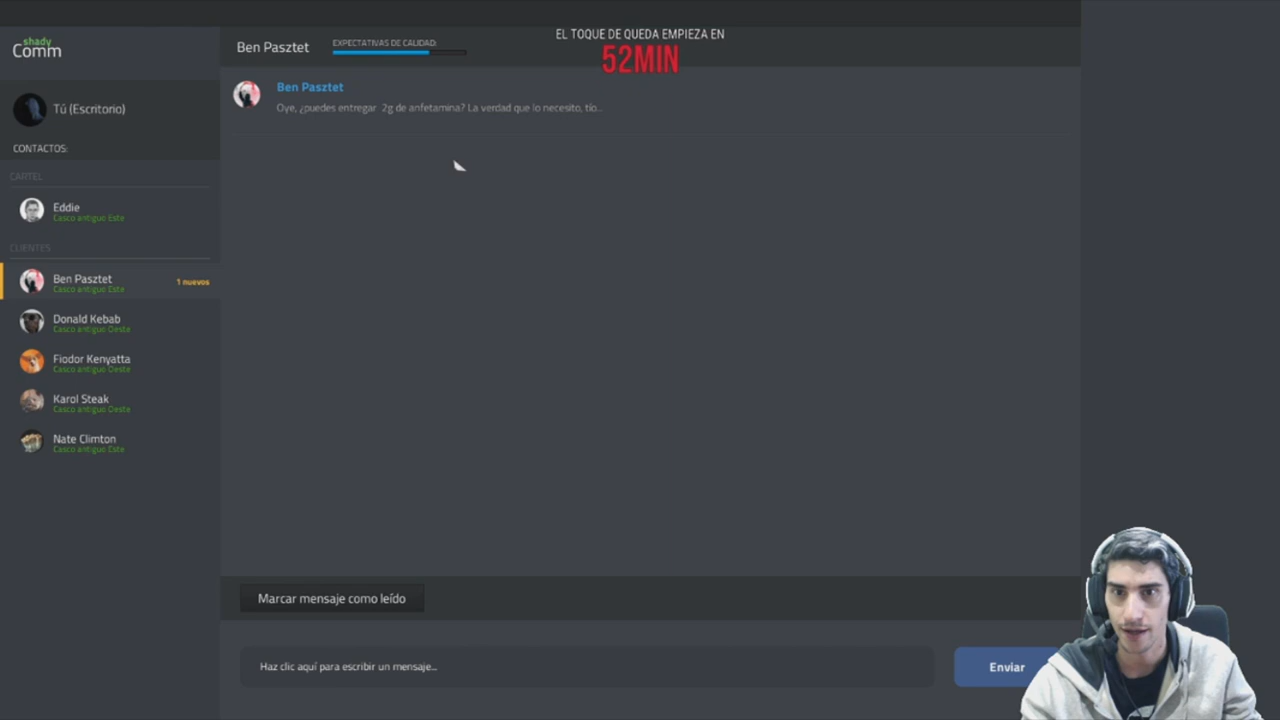 shady
Comm
Tú (Escritorio)
CONTACTOS:
CARTEL
Eddie
Casco antiguo Este
CLIENTES
Ben Pasztet
Casco antiguo Este
1 nuevos
Donald Kebab
Casco antiguo Oeste
Fiodor Kenyatta
Casco antiguo Oeste
Karol Steak
Casco antiguo Oeste
Nate Climton
Casco antiguo Este
Ben Pasztet
EXPECTATIVAS DE CALIDAD:
EL TOQUE DE QUEDA EMPIEZA EN
52MIN
Ben Pasztet
Oye, ¿puedes entregar 2g de anfetamina? La verdad que lo necesito, tío...
Marcar mensaje como leído
Haz clic aquí para escribir un mensaje...
Enviar